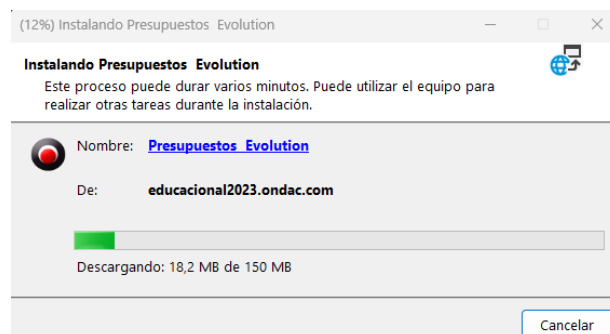 (12%) Instalando Presupuestos Evolution
Instalando Presupuestos Evolution
Este proceso puede durar varios minutos. Puede utilizar el equipo para
realizar otras tareas durante la instalación.
Nombre: Presupuestos Evolution
De: educacional2023.ondac.com
Descargando: 18,2 MB de 150 MB
Cancelar